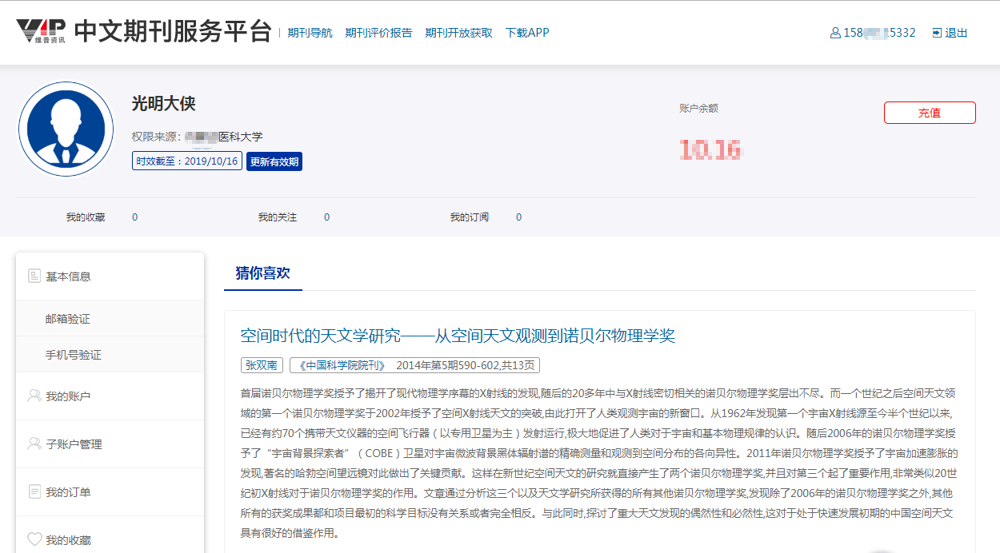 VIP 维普资讯 中文期刊服务平台 期刊导航 期刊评价报告 期刊开放获取 下载APP 158 5332 退出
光明大侠
账户余额
充值
权限来源： 医科大学
10.16
时效截至：2019/10/16 更新有效期
我的收藏 0 我的关注 0 我的订阅 0
基本信息
邮箱验证
手机号验证
我的账户
子账户管理
我的订单
我的收藏
猜你喜欢
空间时代的天文学研究——从空间天文观测到诺贝尔物理学奖
张双南 《中国科学院院刊》 2014年第5期590-602,共13页
首届诺贝尔物理学奖授予了揭开了现代物理学序幕的X射线的发现,随后的20多年中与X射线密切相关的诺贝尔物理学奖层出不尽。而一个世纪之后空间天文领
域的第一个诺贝尔物理学奖于2002年授予了空间X射线天文的突破,由此打开了人类观测宇宙的新窗口。从1962年发现第一个宇宙X射线源至今半个世纪以来,
已经有约70个携带天文仪器的空间飞行器（以专用卫星为主）发射运行,极大地促进了人类对于宇宙和基本物理规律的认识。随后2006年的诺贝尔物理学奖授
予了“宇宙背景探索者”（COBE）卫星对宇宙微波背景黑体辐射谱的精确测量和观测到空间分布的各向异性。2011年诺贝尔物理学奖授予了宇宙加速膨胀的
发现,著名的哈勃空间望远镜对此做出了关键贡献。这样在新世纪空间天文的研究就直接产生了两个诺贝尔物理学奖,并且对第三个起了重要作用,非常类似20世
纪初X射线对于诺贝尔物理学奖的作用。文章通过分析这三个以及天文学研究所获得的所有其他诺贝尔物理学奖,发现除了2006年的诺贝尔物理学奖之外,其他
所有的获奖成果都和项目最初的科学目标没有关系或者完全相反。与此同时,探讨了重大天文发现的偶然性和必然性,这对于处于快速发展初期的中国空间天文
具有很好的借鉴作用。